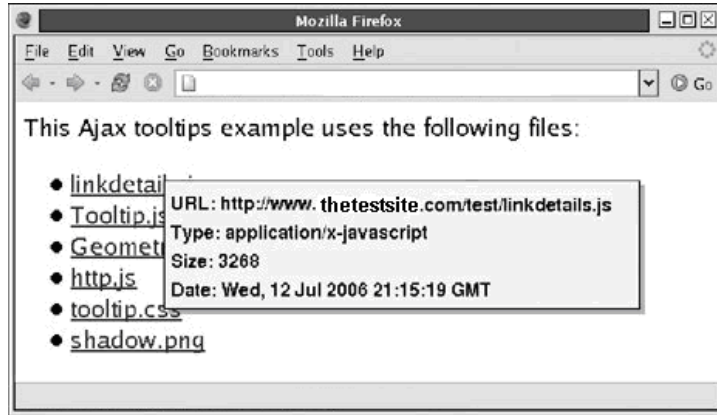 Mozilla Firefox
File Edit View Go Bookmarks Tools Help
Go
This Ajax tooltips example uses the following files:
linkdetail
URL: http://www. thetestsite.com/test/linkdetails.js
Tooltip.js
Type: application/x-javascript
Geomet
Size: 3268
http.js
Date: Wed, 12 Jul 2006 21:15:19 GMT
tooltip.css
shadow.png